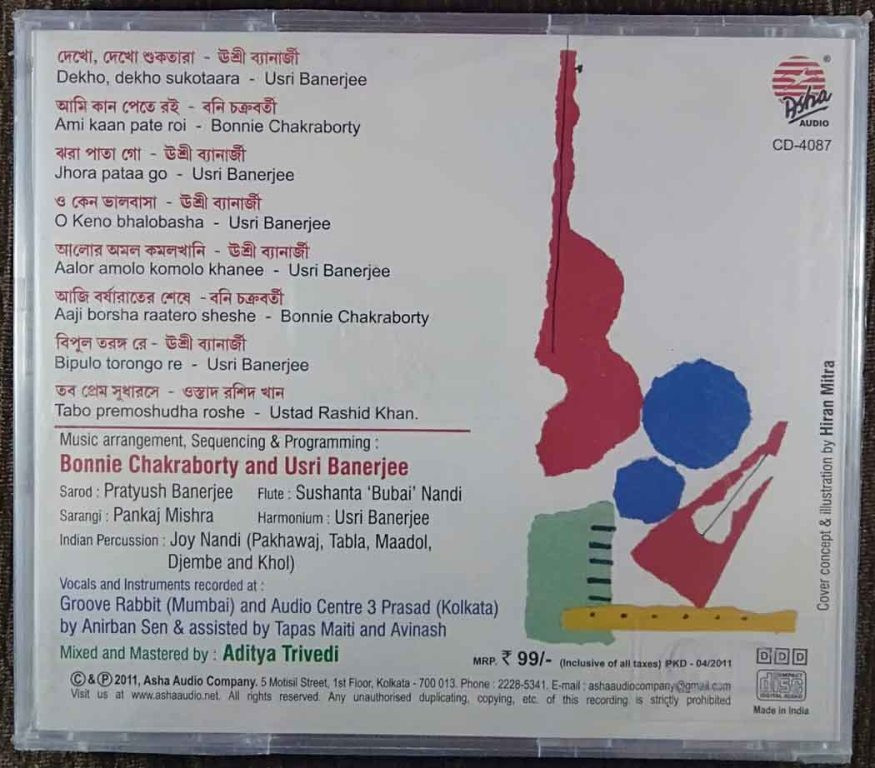 দেখো, দেখো শুকতারা - ঊশ্রী ব্যানার্জী
Dekho, dekho sukotaara - Usri Banerjee
আমি কান পেতে রই - বনি চক্রবর্তী
Ami kaan pate roi - Bonnie Chakraborty
ঝরা পাতা গো - ঊশ্রী ব্যানার্জী
Jhora pataa go - Usri Banerjee
ও কেন ভালবাসা - ঊশ্রী ব্যানার্জী
O Keno bhalobasha - Usri Banerjee
আলোর অমল কমলখানি - ঊশ্রী ব্যানার্জী
Aalor amolo komolo khanee - Usri Banerjee
আজি বর্ষারাতের শেষে - বনি চক্রবর্তী
Aaji borsha raatero sheshe - Bonnie Chakraborty
বিপুল তরঙ্গ রে - ঊশ্রী ব্যানার্জী
Bipulo torongo re - Usri Banerjee
তব প্রেম সুধারসে - ওস্তাদ রশিদ খান
Tabo premoshudha roshe - Ustad Rashid Khan.
Music arrangement, Sequencing & Programming :
Bonnie Chakraborty and Usri Banerjee
Sarod : Pratyush Banerjee Flute : Sushanta 'Bubai' Nandi
Sarangi : Pankaj Mishra Harmonium : Usri Banerjee
Indian Percussion : Joy Nandi (Pakhawaj, Tabla, Maadol,
Djembe and Khol)
Vocals and Instruments recorded at :
Groove Rabbit (Mumbai) and Audio Centre 3 Prasad (Kolkata)
by Anirban Sen & assisted by Tapas Maiti and Avinash
Mixed and Mastered by : Aditya Trivedi
MRP. ₹ 99/- (Inclusive of all taxes) PKD - 04/2011
© & ℗ 2011, Asha Audio Company. 5 Motisil Street, 1st Floor, Kolkata - 700 013. Phone : 2228-5341. E-mail : ashaaudiocompany@gmail.com
Visit us at www.ashaaudio.net. All rights reserved. Any unauthorised duplicating, copying, etc. of this recording is strictly prohibited
Asha ®
AUDIO
CD-4087
Cover concept & illustration by Hiran Mitra
D D D
COMPACT
disc
DIGITAL AUDIO
Made in India